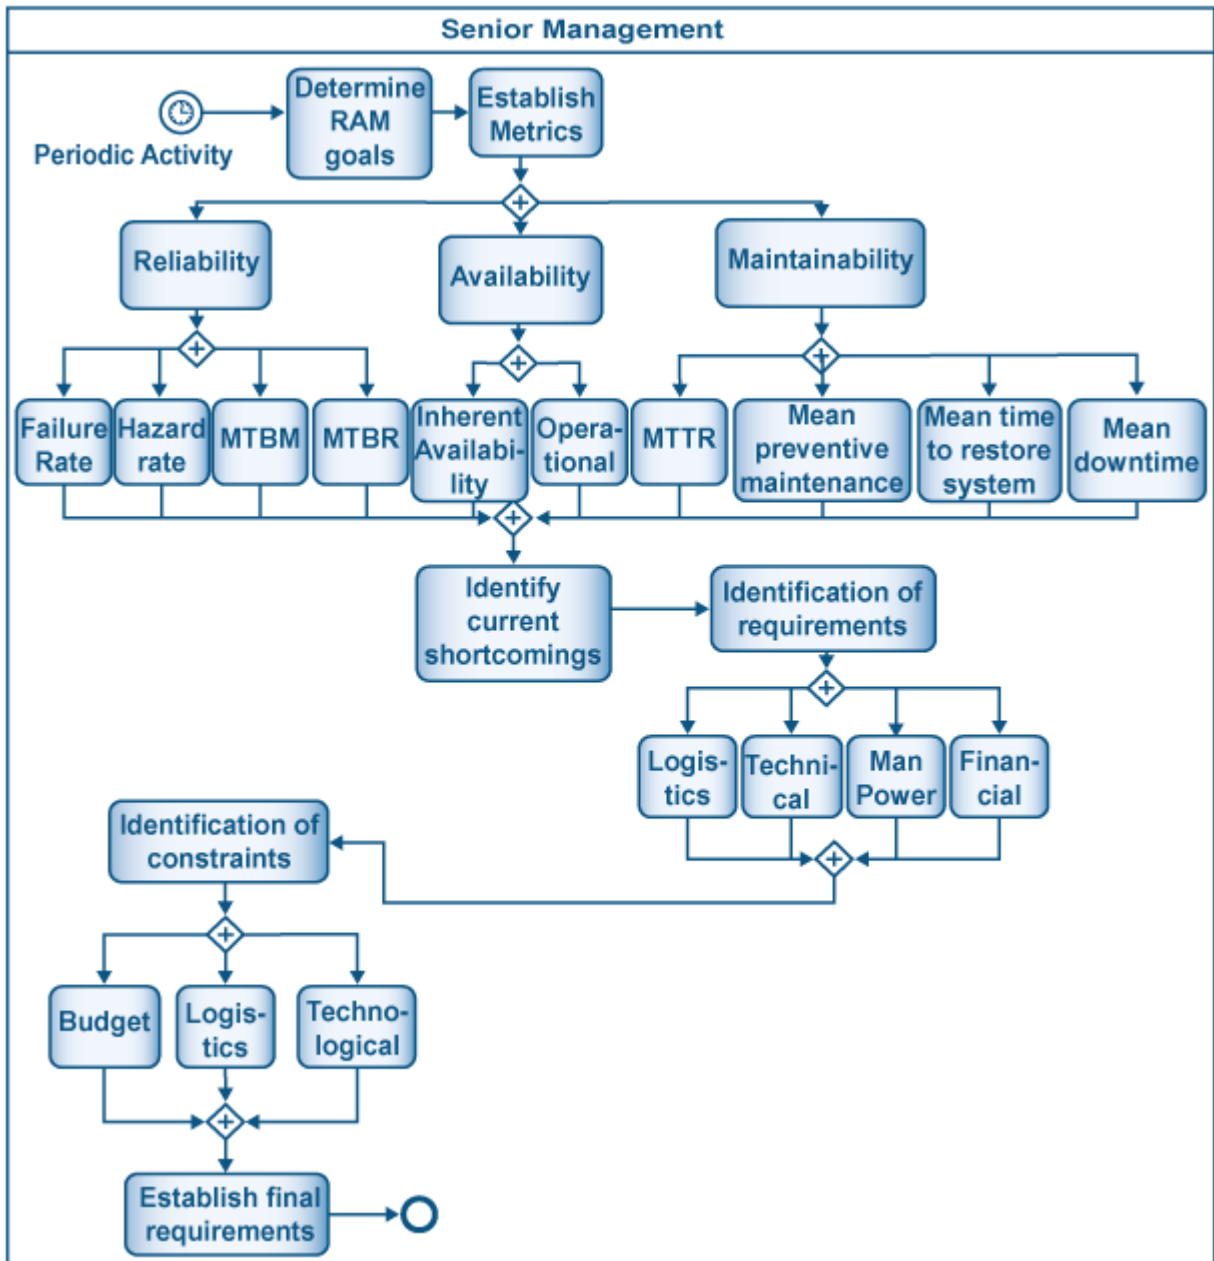 Senior Management
Determine
RAM
goals
Establish
Metrics
Periodic Activity
Reliability
Availability
Maintainability
Failure
Rate
Hazard
rate
MTBM
MTBR
Inherent
Availabi-
lity
Opera-
tional
MTTR
Mean
preventive
maintenance
Mean time
to restore
system
Mean
downtime
Identify
current
shortcomings
Identification of
requirements
Logis-
tics
Techni-
cal
Man
Power
Finan-
cial
Identification of
constraints
Budget
Logis-
tics
Techno-
logical
Establish final
requirements